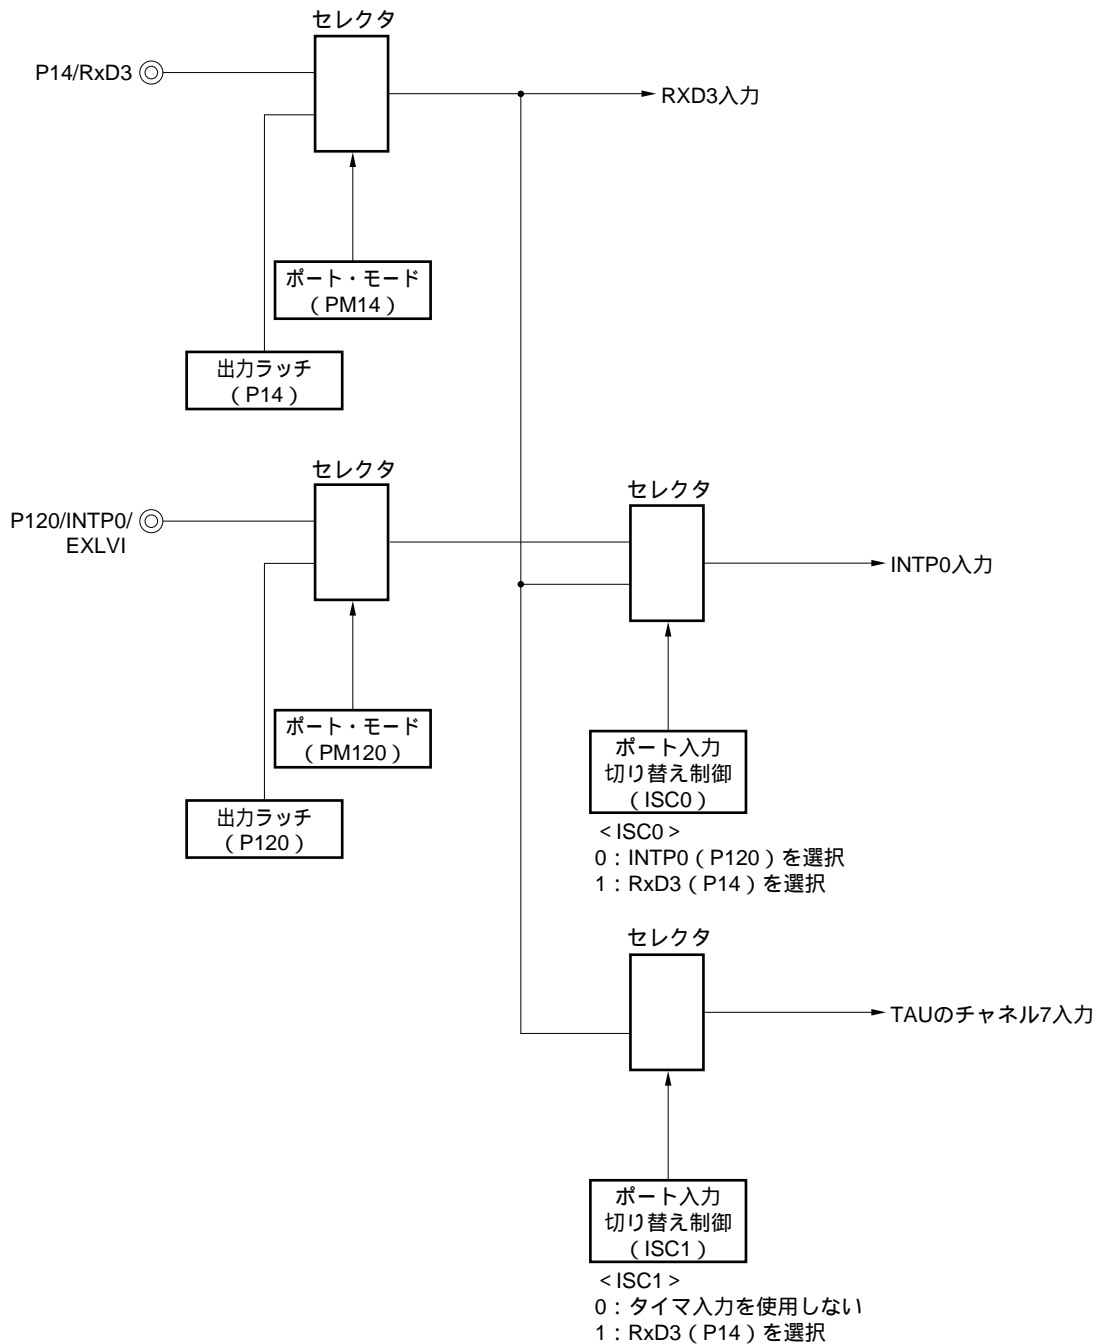 セレクタ
P14/RxD3
RXD3入力
ポート・モード
（PM14）
出力ラッチ
（P14）
セレクタ
P120/INTP0/
EXLVI
セレクタ
INTP0入力
ポート・モード
（PM120）
出力ラッチ
（P120）
ポート入力
切り替え制御
（ISC0）
＜ISC0＞
0：INTP0（P120）を選択
1：RxD3（P14）を選択
セレクタ
TAUのチャネル7入力
ポート入力
切り替え制御
（ISC1）
＜ISC1＞
0：タイマ入力を使用しない
1：RxD3（P14）を選択